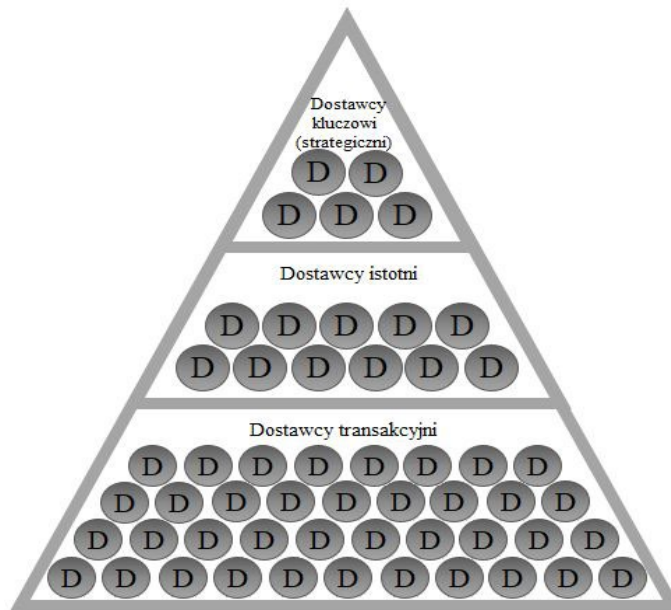 Dostawcy
kluczowi
(strategiczni)
D D
D D D
Dostawcy istotni
D D D D D
D D D D D D
Dostawcy transakcyjni
D D D D D D D D
D D D D D D D D D
D D D D D D D D D D
D D D D D D D D D D D